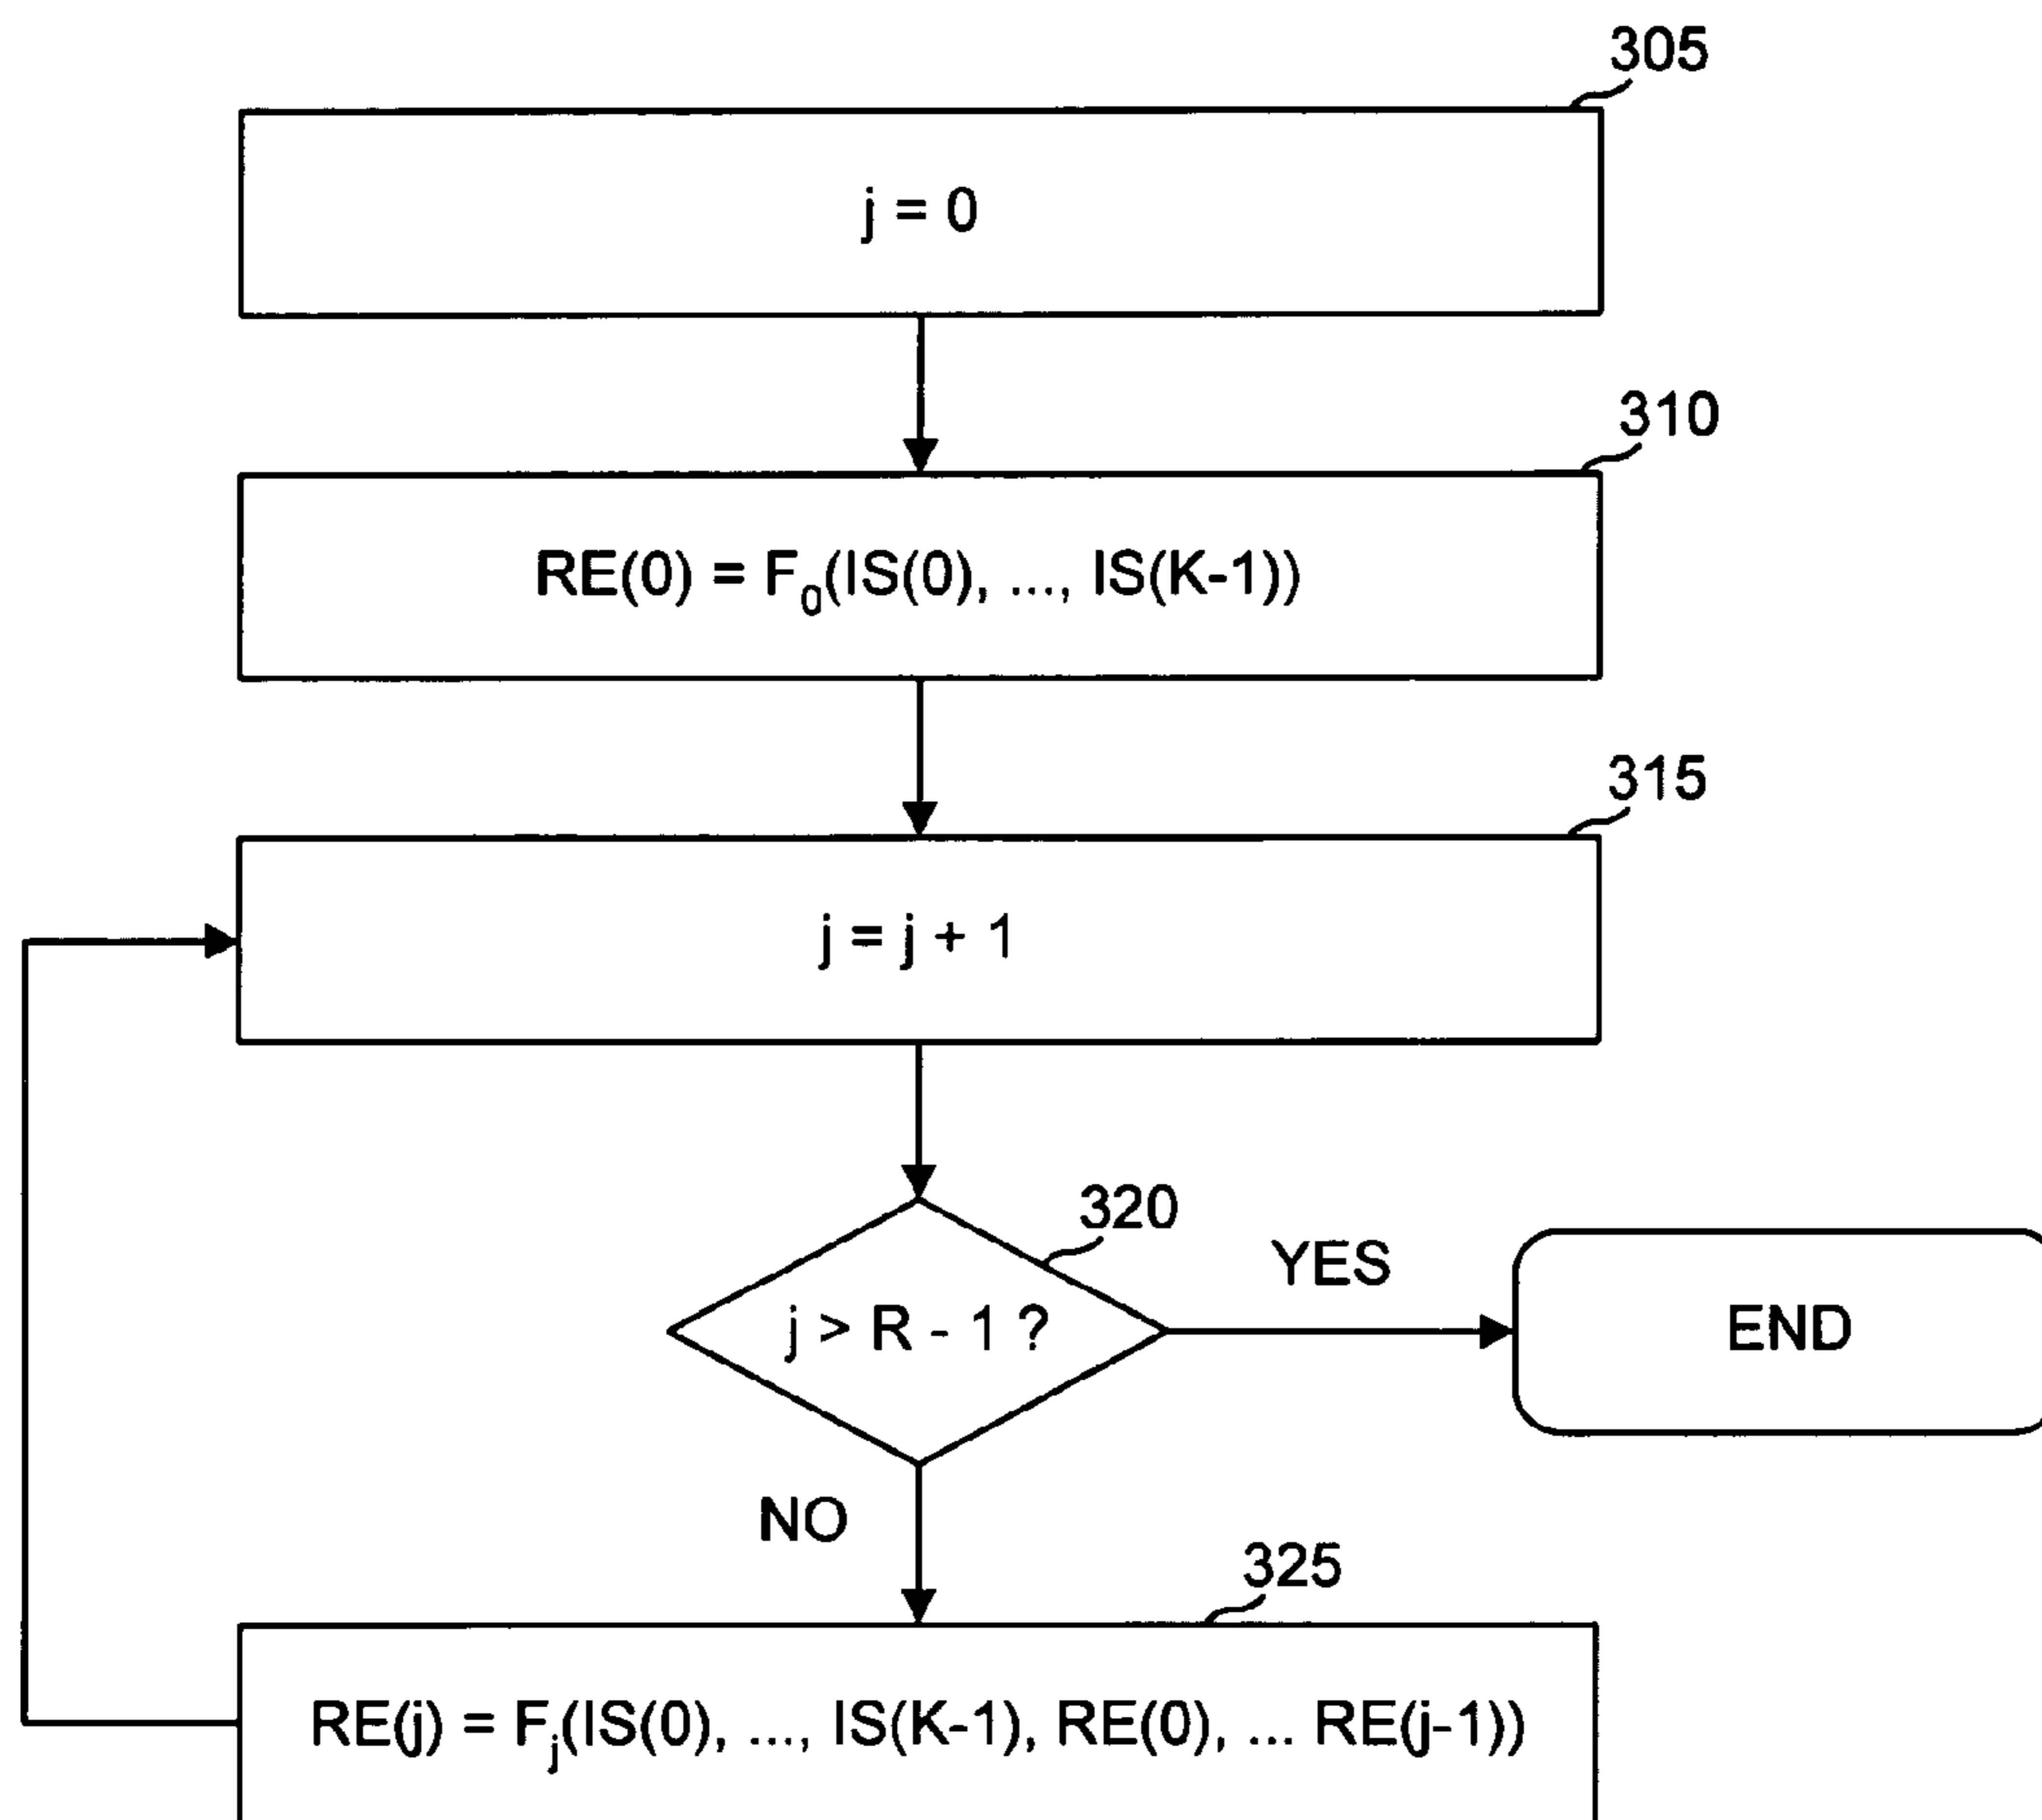 305
j = 0
310
RE(0) = F₀(IS(0), ..., IS(K-1))
315
j = j + 1
320
j > R - 1 ?
YES
END
NO
325
RE(j) = Fⱼ(IS(0), ..., IS(K-1), RE(0), ... RE(j-1))